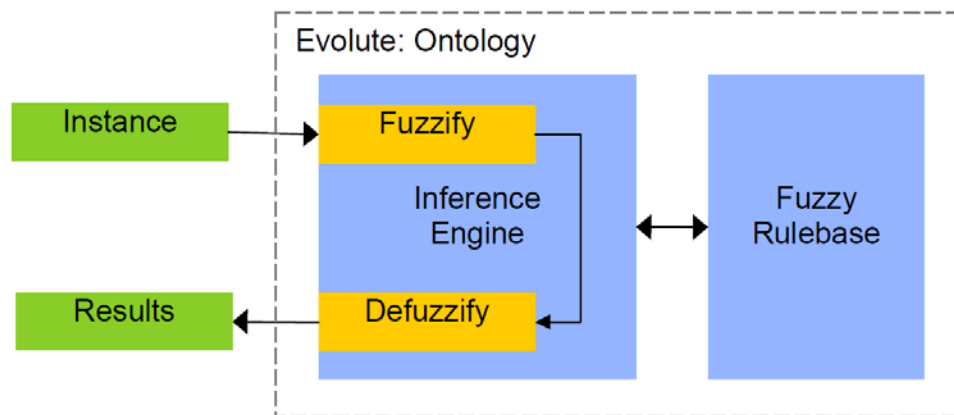 Evolute: Ontology
Instance
Fuzzify
Inference
Engine
Fuzzy
Rulebase
Results
Defuzzify